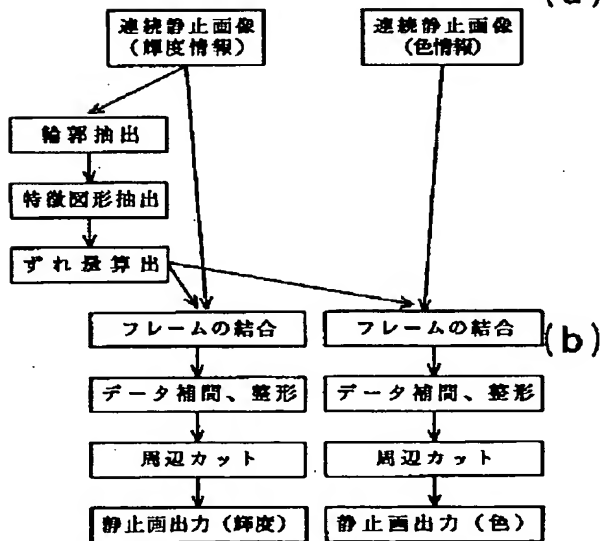 連続静止画像
(輝度情報)
連続静止画像
(色情報)
輪郭抽出
特徴図形抽出
ずれ量算出
フレームの結合
フレームの結合
(b)
データ補間、整形
データ補間、整形
周辺カット
周辺カット
静止画出力(輝度)
静止画出力(色)